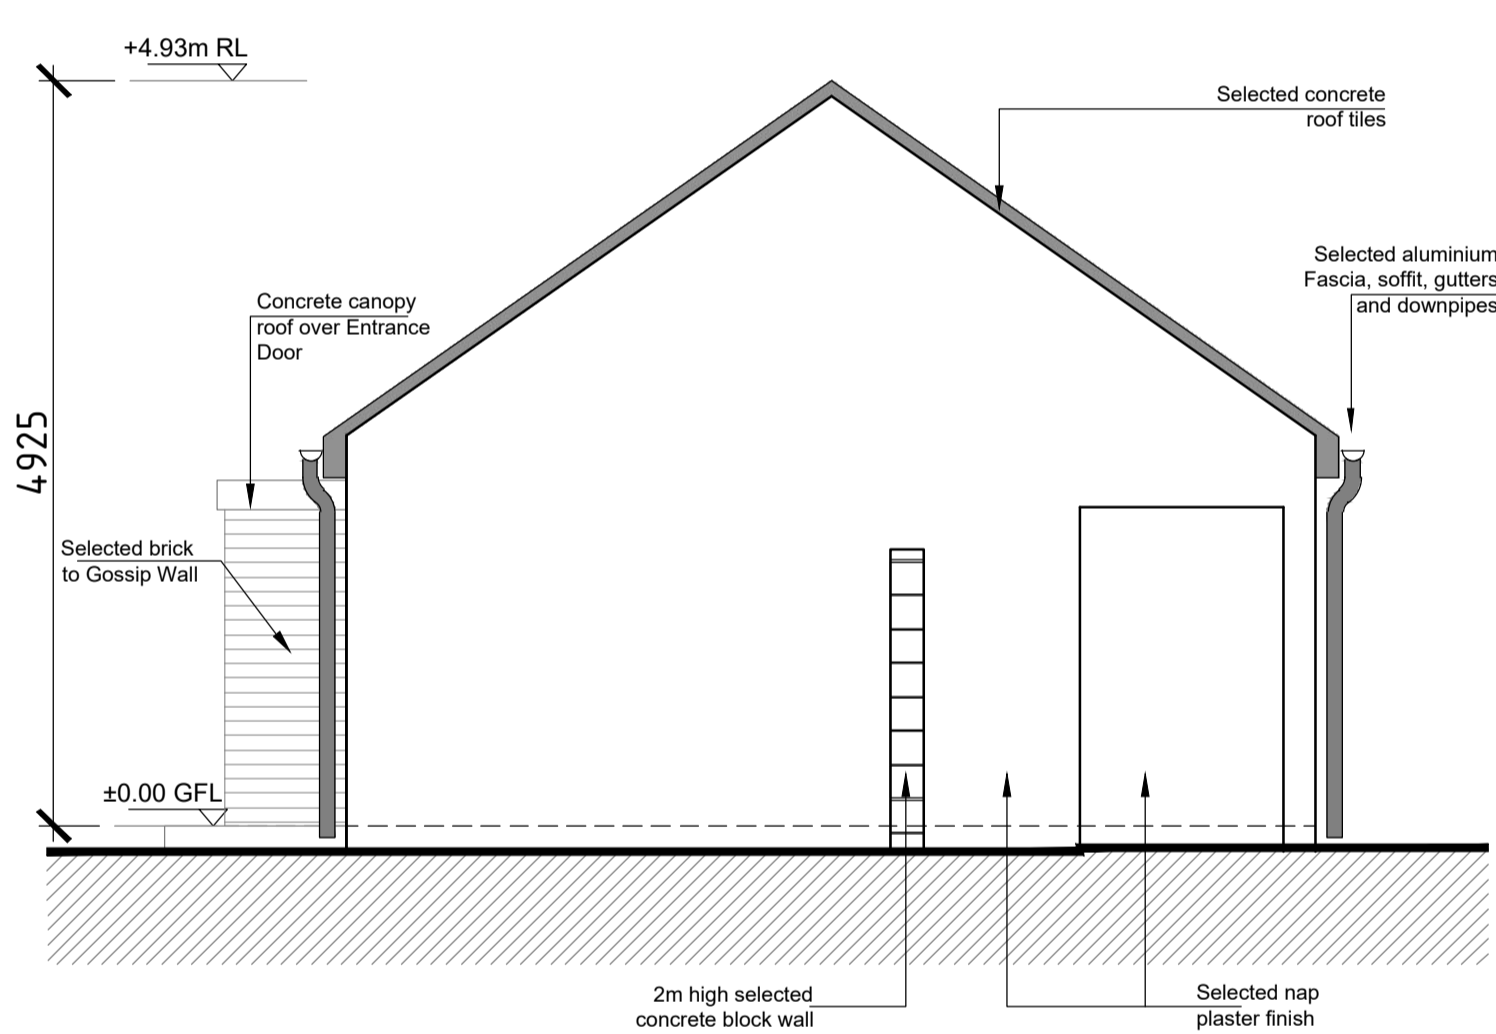 +4.93m RL
Selected concrete
roof tiles
Selected aluminium
Fascia, soffit, gutters
and downpipes
Concrete canopy
roof over Entrance
Door
4925
Selected brick
to Gossip Wall
±0.00 GFL
2m high selected
concrete block wall
Selected nap
plaster finish